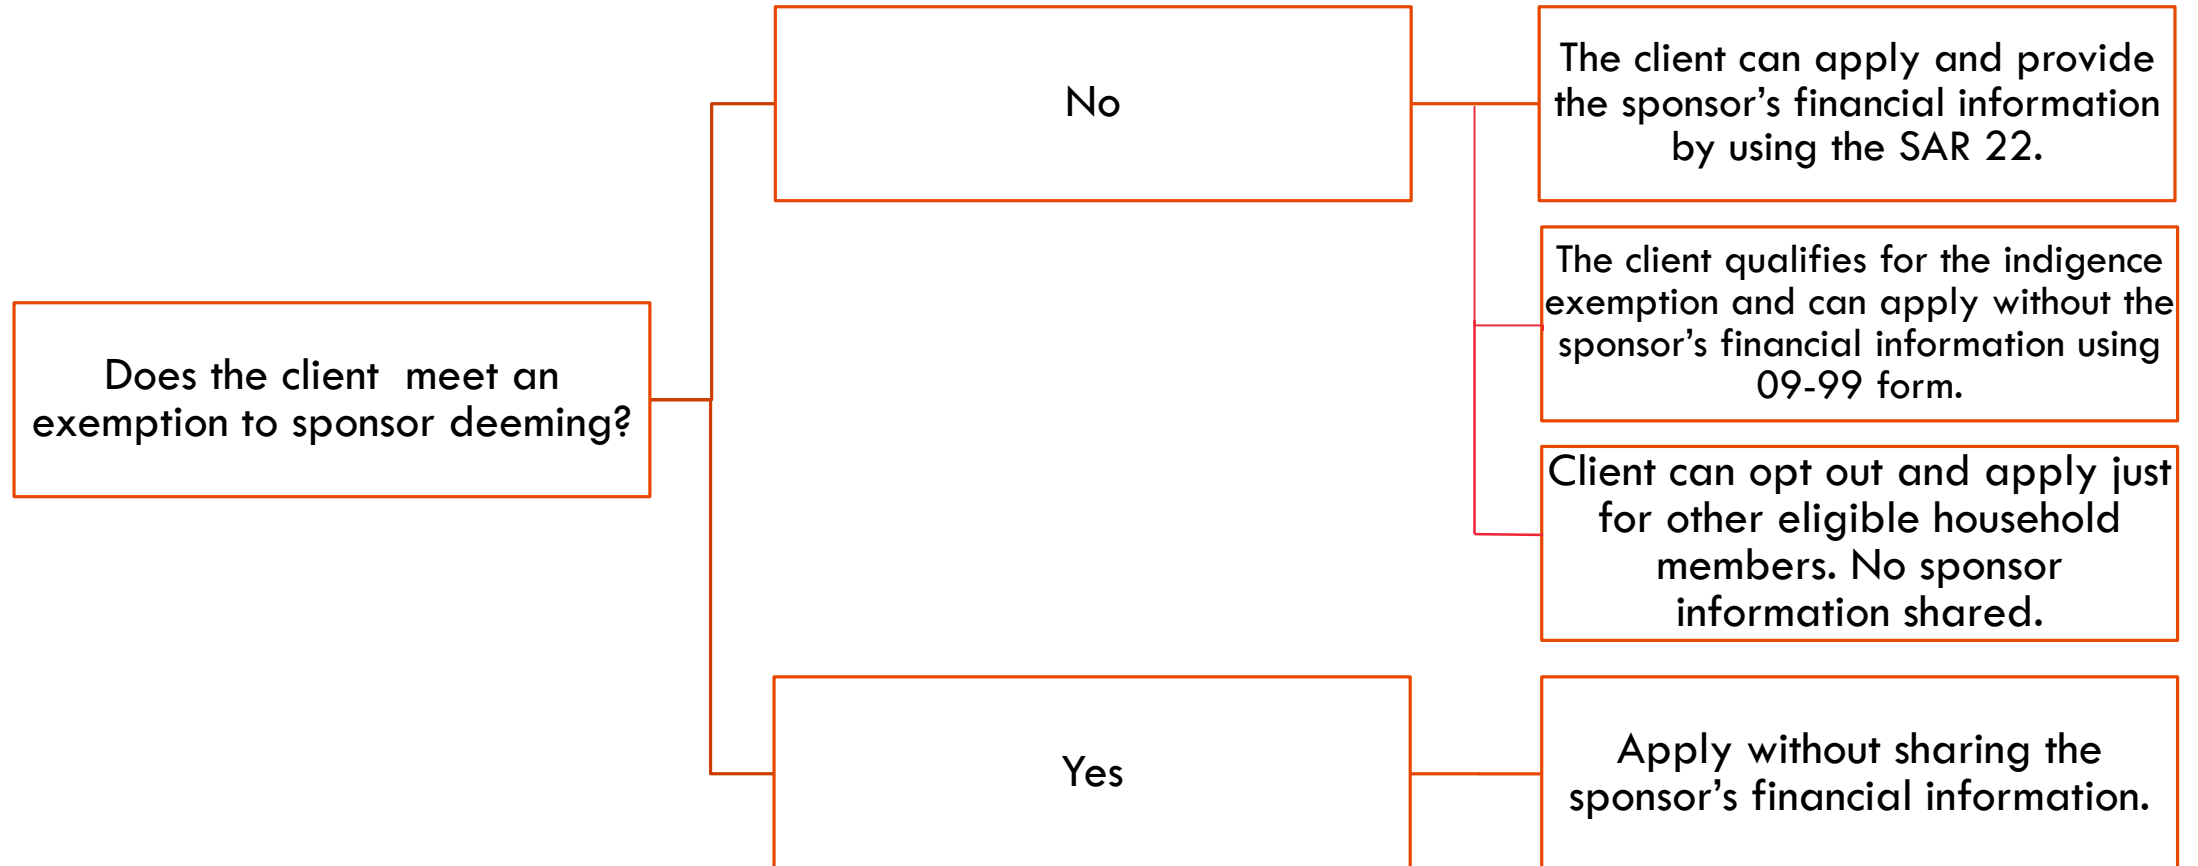 Does the client  meet an
exemption to sponsor deeming?
No
The client can apply and provide
the sponsor’s financial information
by using the SAR 22.
The client qualifies for the indigence
exemption and can apply without the
sponsor’s financial information using
09-99 form.
Client can opt out and apply just
for other eligible household
members. No sponsor
information shared.
Yes
Apply without sharing the
sponsor’s financial information.